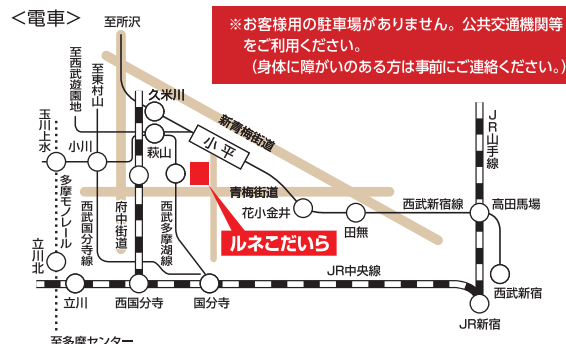 ＜電車＞
至所沢
※お客様用の駐車場がありません。公共交通機関等
をご利用ください。
（身体に障がいのある方は事前にご連絡ください。）
至西武遊園地
至東村山
久米川
新青梅街道
小平
玉川上水
小川
萩山
JR山手線
青梅街道
西武新宿線
高田馬場
花小金井
田無
多摩モノレール
西武国分寺線
府中街道
西武多摩湖線
ルネこだいら
立川北
JR中央線
西武新宿
立川
西国分寺
国分寺
JR新宿
至多摩センター